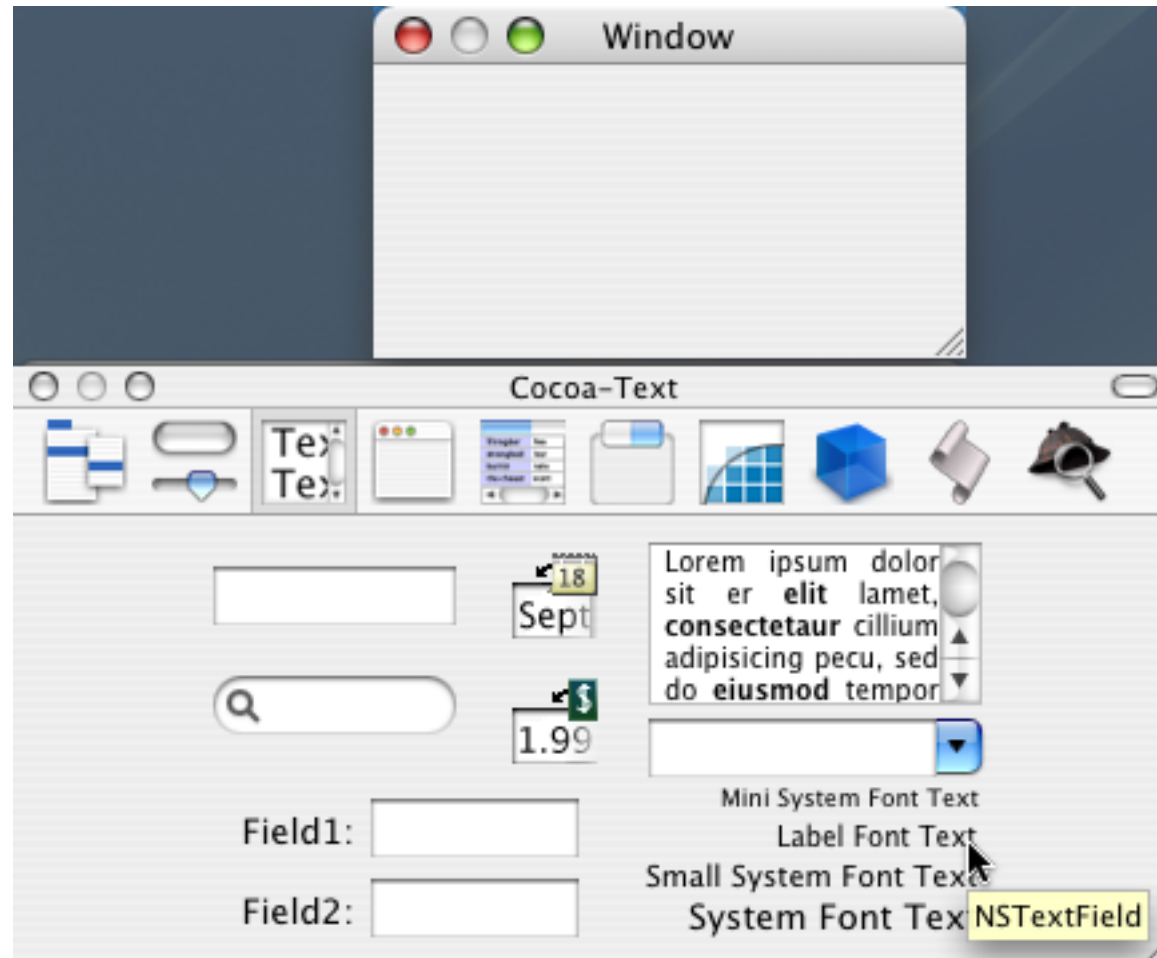 Window
Cocoa-Text
Tex
Tex
18
Sept
$
1.99
Lorem ipsum dolor
sit er elit lamet,
consectetaur cillium
adipisicing pecu, sed
do eiusmod tempor
Mini System Font Text
Label Font Text
Small System Font Text
System Font Tex
NSTextField
Field1:
Field2: